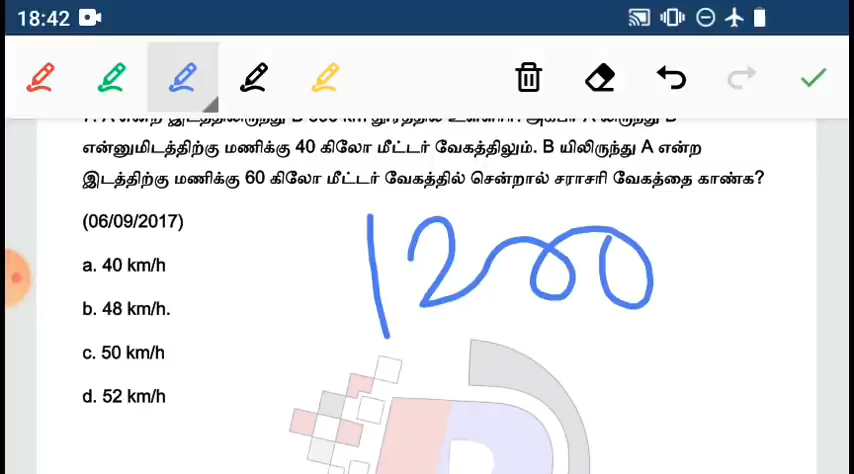 18:42
என்னுமிடத்திற்கு மணிக்கு 40 கிலோ மீட்டர் வேகத்திலும். B யிலிருந்து A என்ற
இடத்திற்கு மணிக்கு 60 கிலோ மீட்டர் வேகத்தில் சென்றால் சராசரி வேகத்தை காண்க?
(06/09/2017)
1200
a. 40 km/h
b. 48 km/h.
c. 50 km/h
d. 52 km/h